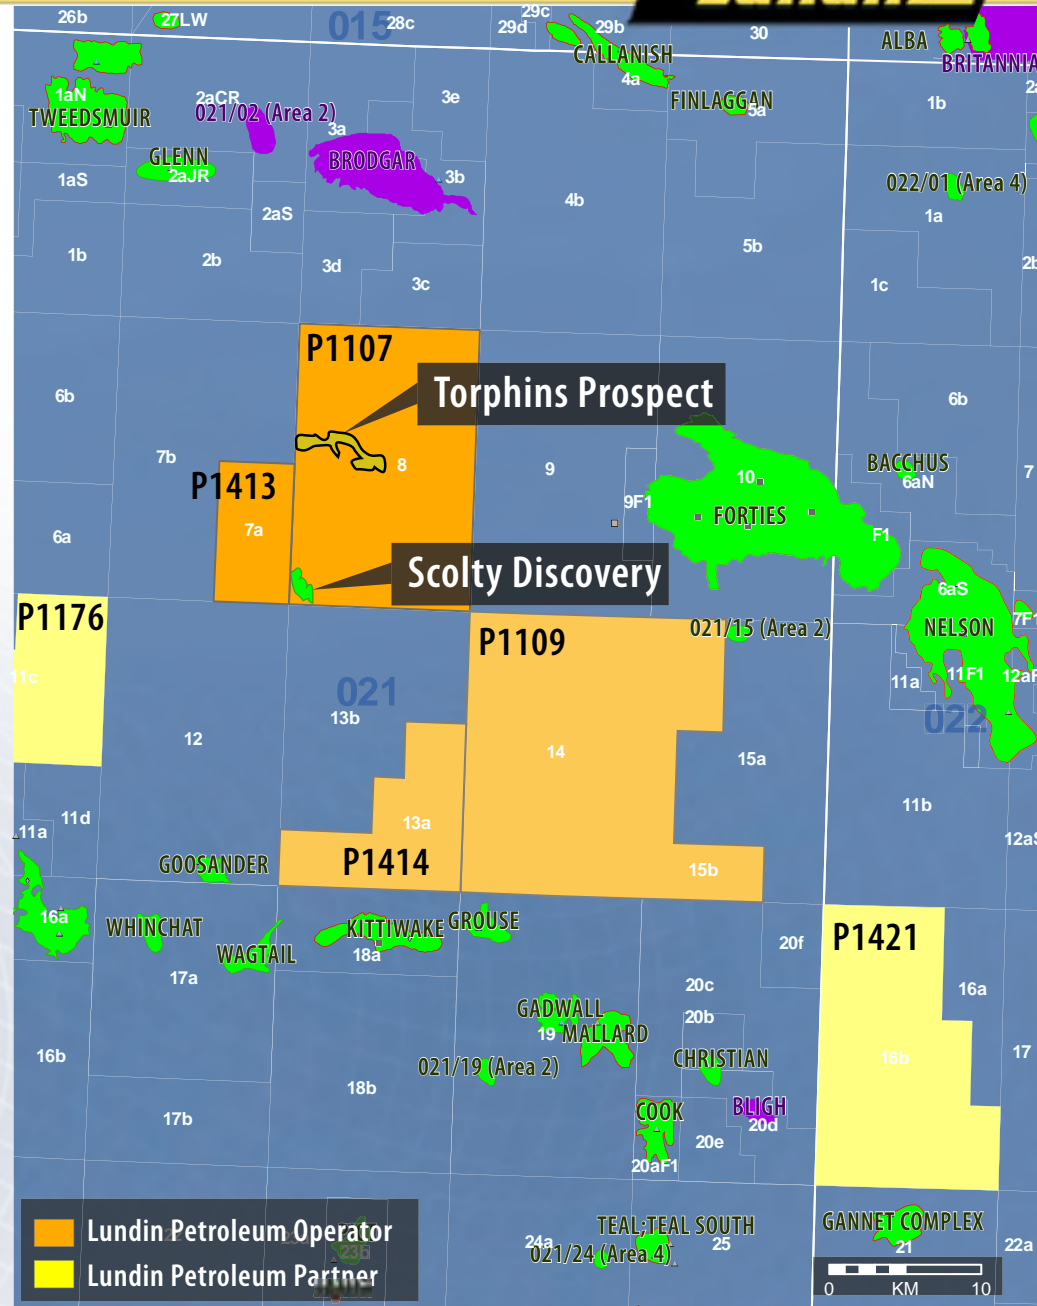 26b
27LW
015
28c
29c
29d
29b
30
CALLANISH
4a
ALBA
BRITANNIA
1aN
TWEEDSMUIR
2aCR
021/02 (Area 2)
3a
3e
FINLAGGAN
5a
1b
GLENN
2aJR
BRODGAR
3b
022/01 (Area 4)
1aS
2aS
4b
1a
1b
2b
3d
3c
5b
1c
P1107
Torphins Prospect
6b
7b
8
9
10
6b
BACCHUS
6aN
7
P1413
7a
9F1
FORTIES
F1
6a
Scolty Discovery
6aS
P1176
11c
P1109
021/15 (Area 2)
NELSON
7F1
11a
11F1
021
13b
022
12
14
15a
13a
11b
11d
11a
P1414
15b
GOOSANDER
16a
WHINCHAT
WAGTAIL
KITTIWAKE
18a
GROUSE
20f
P1421
17a
20c
16a
GADWALL
19
MALLARD
20b
16b
021/19 (Area 2)
CHRISTIAN
16b
17
18b
17b
COOK
BLIGH
20d
20e
20aF1
Lundin Petroleum Operator
Lundin Petroleum Partner
23b
24a
TEAL;TEAL SOUTH
021/24 (Area 4)
25
GANNET COMPLEX
21
22a
0 KM 10